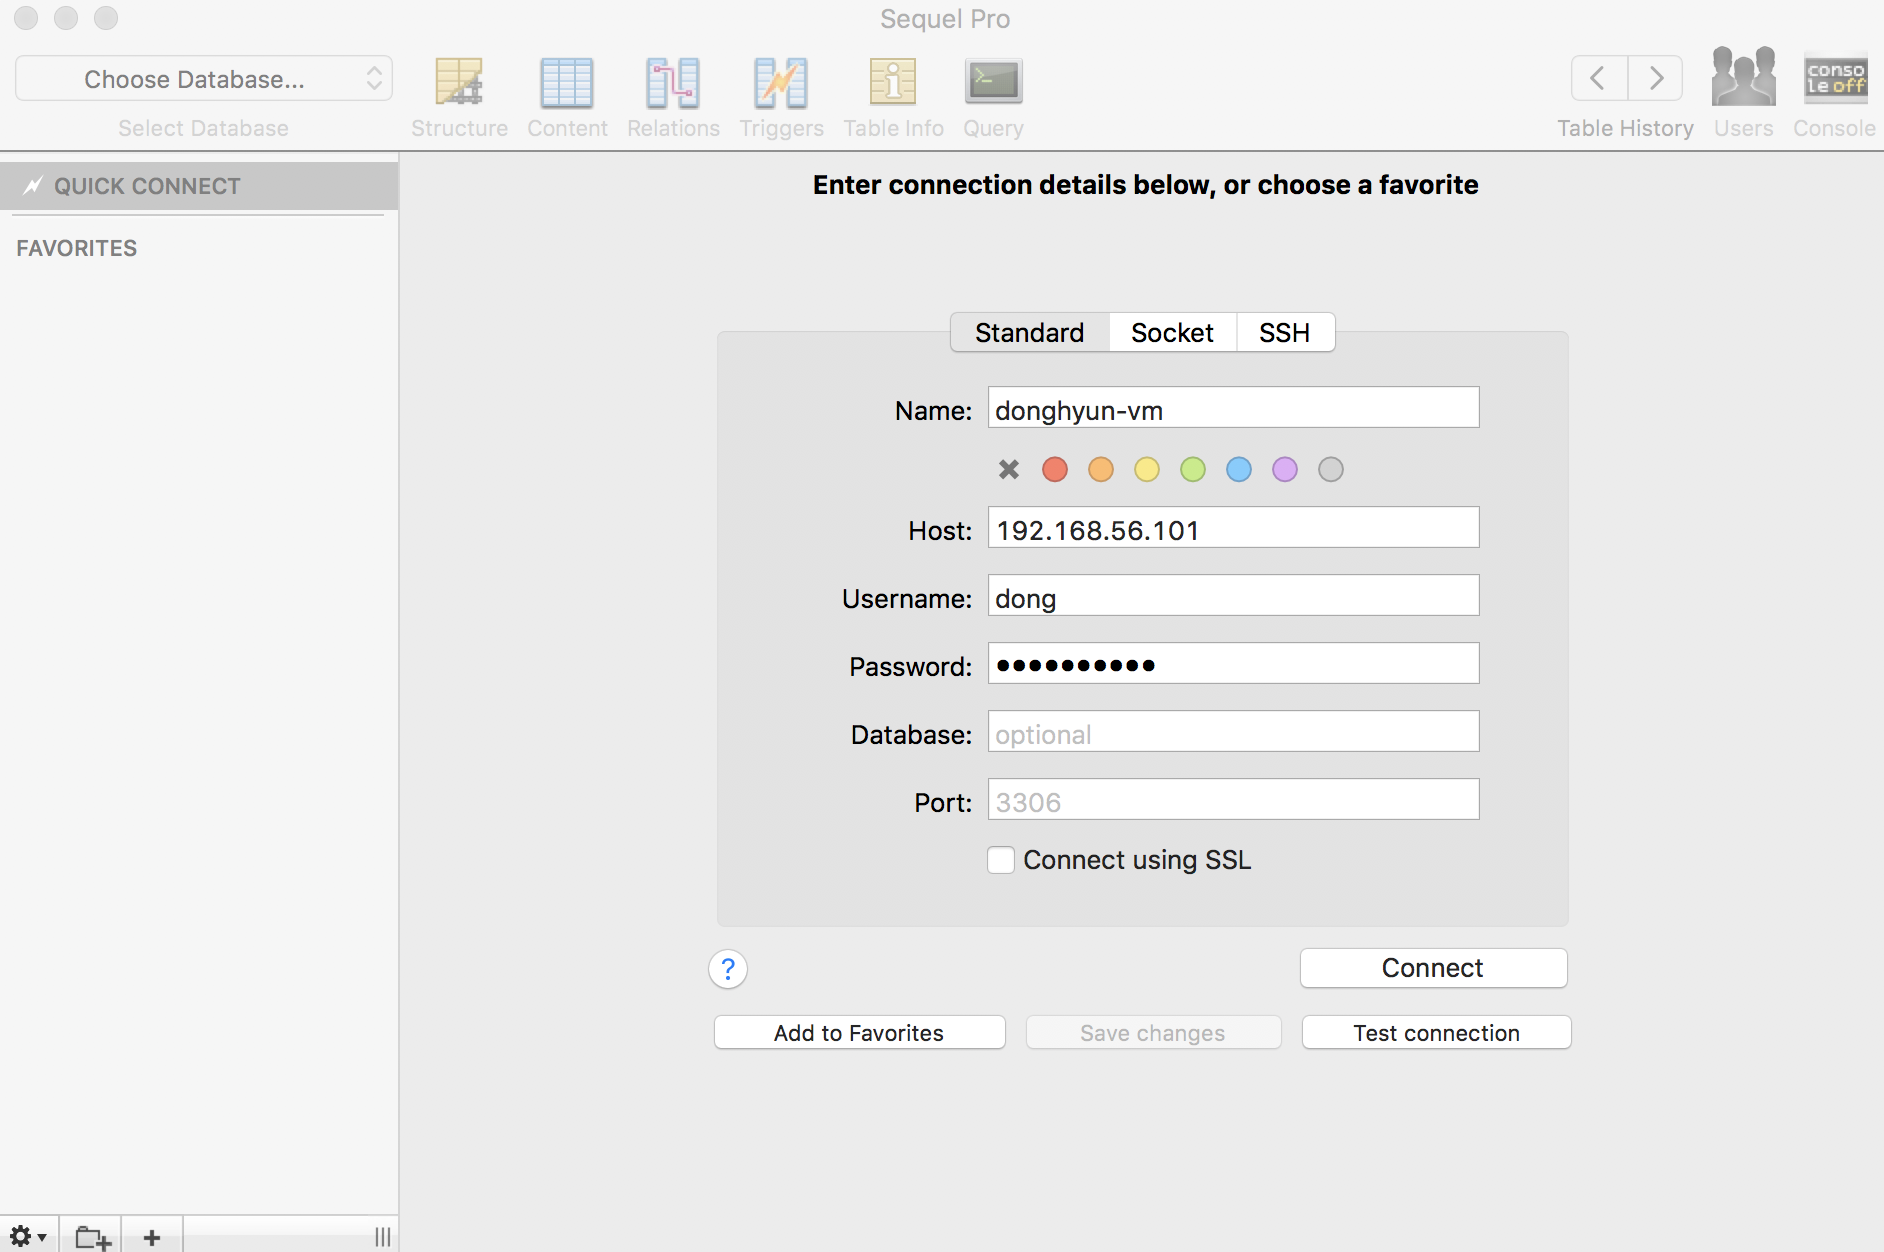 Sequel Pro
Choose Database...
Select Database
Structure
Content
Relations
Triggers
Table Info
Query
Table History
Users
conso
le off
Console
QUICK CONNECT
FAVORITES
Enter connection details below, or choose a favorite
Standard
Socket
SSH
Name: donghyun-vm
Host: 192.168.56.101
Username: dong
Password: ••••••••••
Database: optional
Port: 3306
Connect using SSL
?
Connect
Add to Favorites
Save changes
Test connection